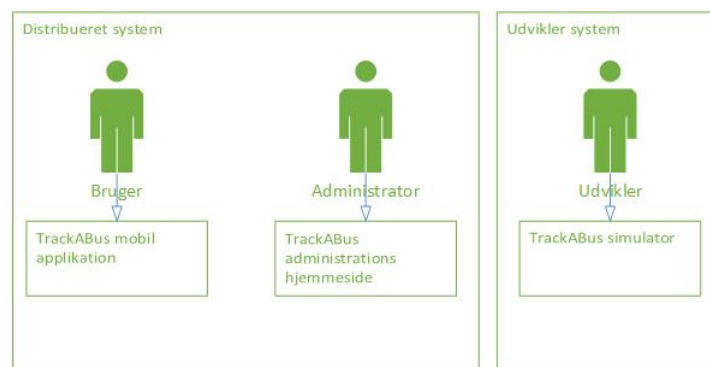 Distribueret system
Udvikler system
Bruger
Administrator
Udvikler
TrackABus mobil
applikation
TrackABus
administrations
hjemmeside
TrackABus simulator